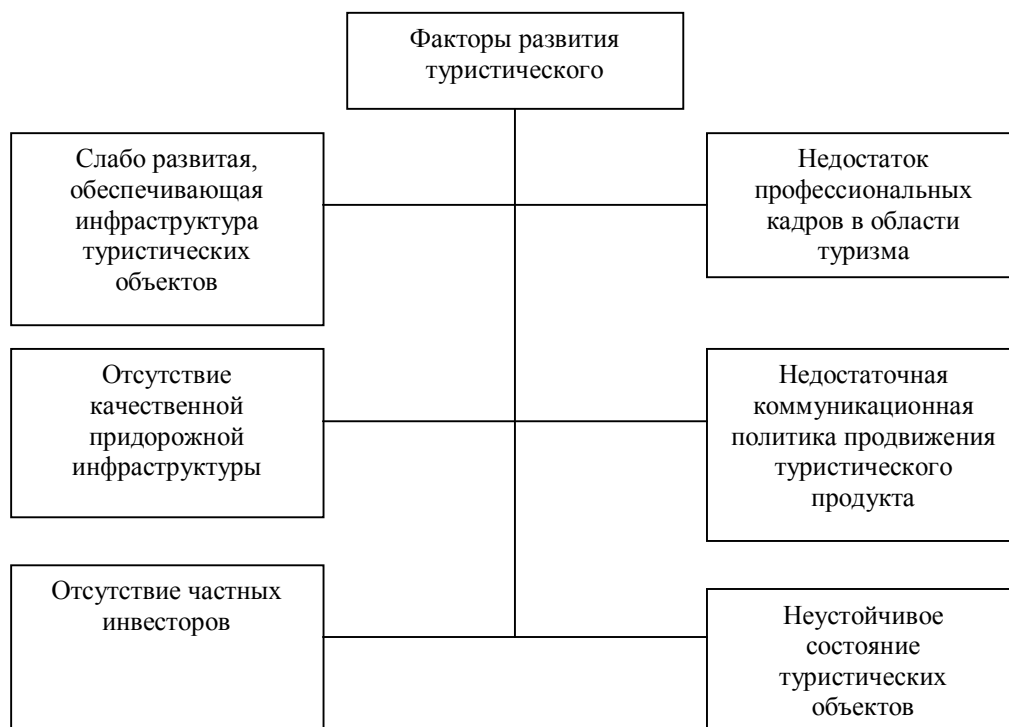 Факторы развития
туристического
Слабо развитая,
обеспечивающая
инфраструктура
туристических
объектов
Недостаток
профессиональных
кадров в области
туризма
Отсутствие
качественной
придорожной
инфраструктуры
Недостаточная
коммуникационная
политика продвижения
туристического
продукта
Отсутствие частных
инвесторов
Неустойчивое
состояние
туристических
объектов